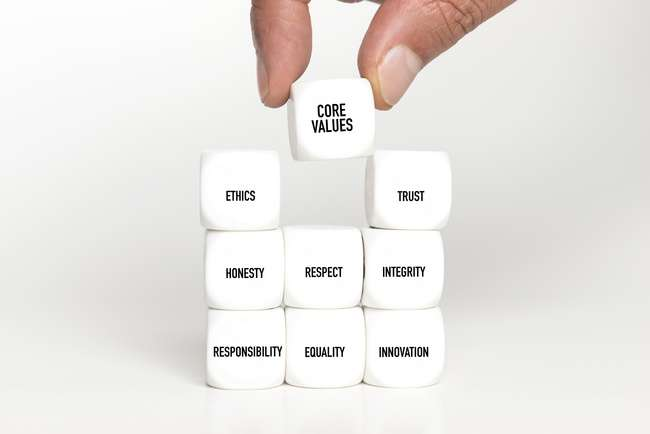 CORE
VALUES
ETHICS
TRUST
HONESTY
RESPECT
INTEGRITY
RESPONSIBILITY
EQUALITY
INNOVATION